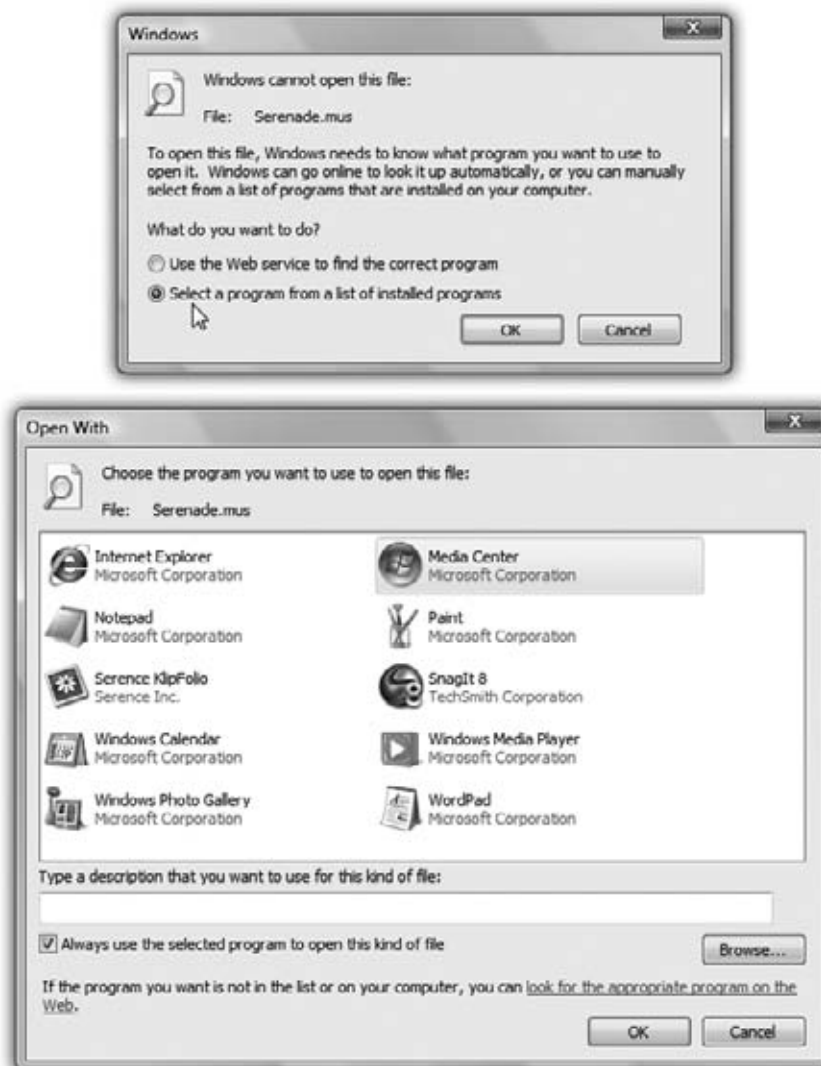 Windows
Windows cannot open this file:
File: Serenade.mus
To open this file, Windows needs to know what program you want to use to
open it. Windows can go online to look it up automatically, or you can manually
select from a list of programs that are installed on your computer.
What do you want to do?
Use the Web service to find the correct program
Select a program from a list of installed programs
OK Cancel
Open With
Choose the program you want to use to open this file:
File: Serenade.mus
Internet Explorer
Microsoft Corporation
Media Center
Microsoft Corporation
Notepad
Microsoft Corporation
Paint
Microsoft Corporation
Serence KlipFolio
Serence Inc.
SnagIt 8
TechSmith Corporation
Windows Calendar
Microsoft Corporation
Windows Media Player
Microsoft Corporation
Windows Photo Gallery
Microsoft Corporation
WordPad
Microsoft Corporation
Type a description that you want to use for this kind of file:
Always use the selected program to open this kind of file
Browse...
If the program you want is not in the list or on your computer, you can look for the appropriate program on the
Web.
OK Cancel